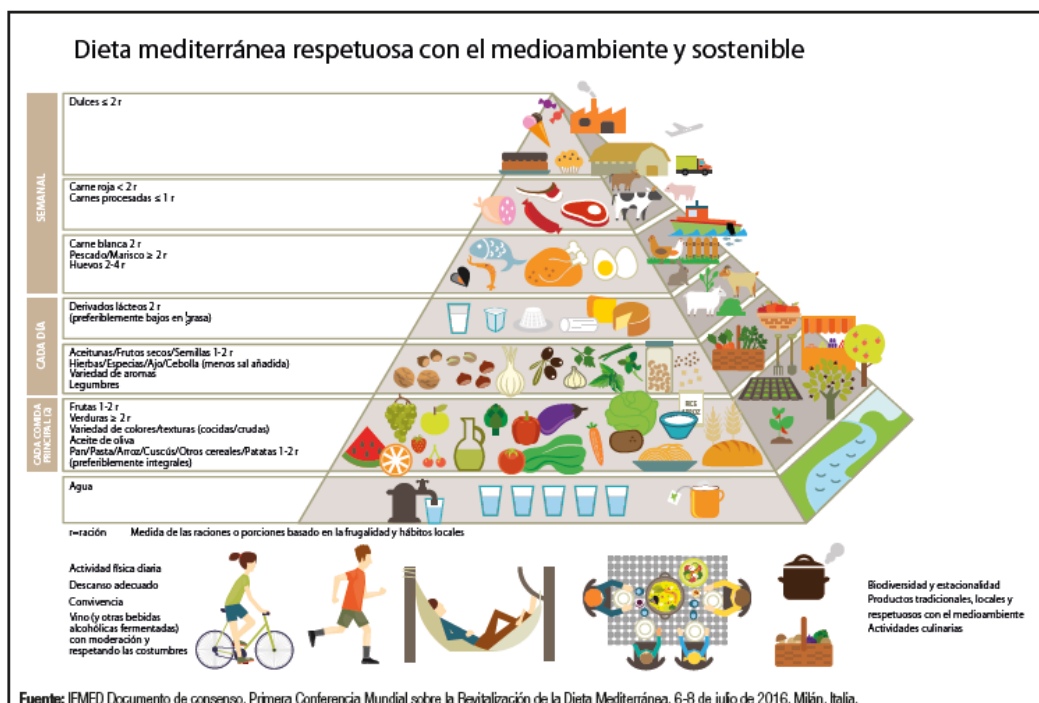 Dieta mediterránea respetuosa con el medioambiente y sostenible
SEMANAL
Dulces ≤ 2 r
Carne roja < 2 r
Carnes procesadas ≤ 1 r
Carne blanca 2 r
Pescado/Marisco ≥ 2 r
Huevos 2-4 r
CADA DÍA
Derivados lácteos 2 r
(preferiblemente bajos en grasa)
Aceitunas/Frutos secos/Semillas 1-2 r
Hierbas/Especias/Ajo/Cebolla (menos sal añadida)
Variedad de aromas
Legumbres
CADA COMIDA
PRINCIPAL (2)
Frutas 1-2 r
Verduras ≥ 2 r
Variedad de colores/texturas (cocidas/crudas)
Aceite de oliva
Pan/Pasta/Arroz/Cuscús/Otros cereales/Patatas 1-2 r
(preferiblemente integrales)
RICE
Agua
r=ración Medida de las raciones o porciones basado en la frugalidad y hábitos locales
Actividad física diaria
Descanso adecuado
Convivencia
Vino (y otras bebidas
alcohólicas fermentadas)
con moderación y
respetando las costumbres
Biodiversidad y estacionalidad
Productos tradicionales, locales y
respetuosos con el medioambiente
Actividades culinarias
Fuente: IFMED Documento de consenso. Primera Conferencia Mundial sobre la Revitalización de la Dieta Mediterránea. 6-8 de julio de 2016. Milán, Italia.